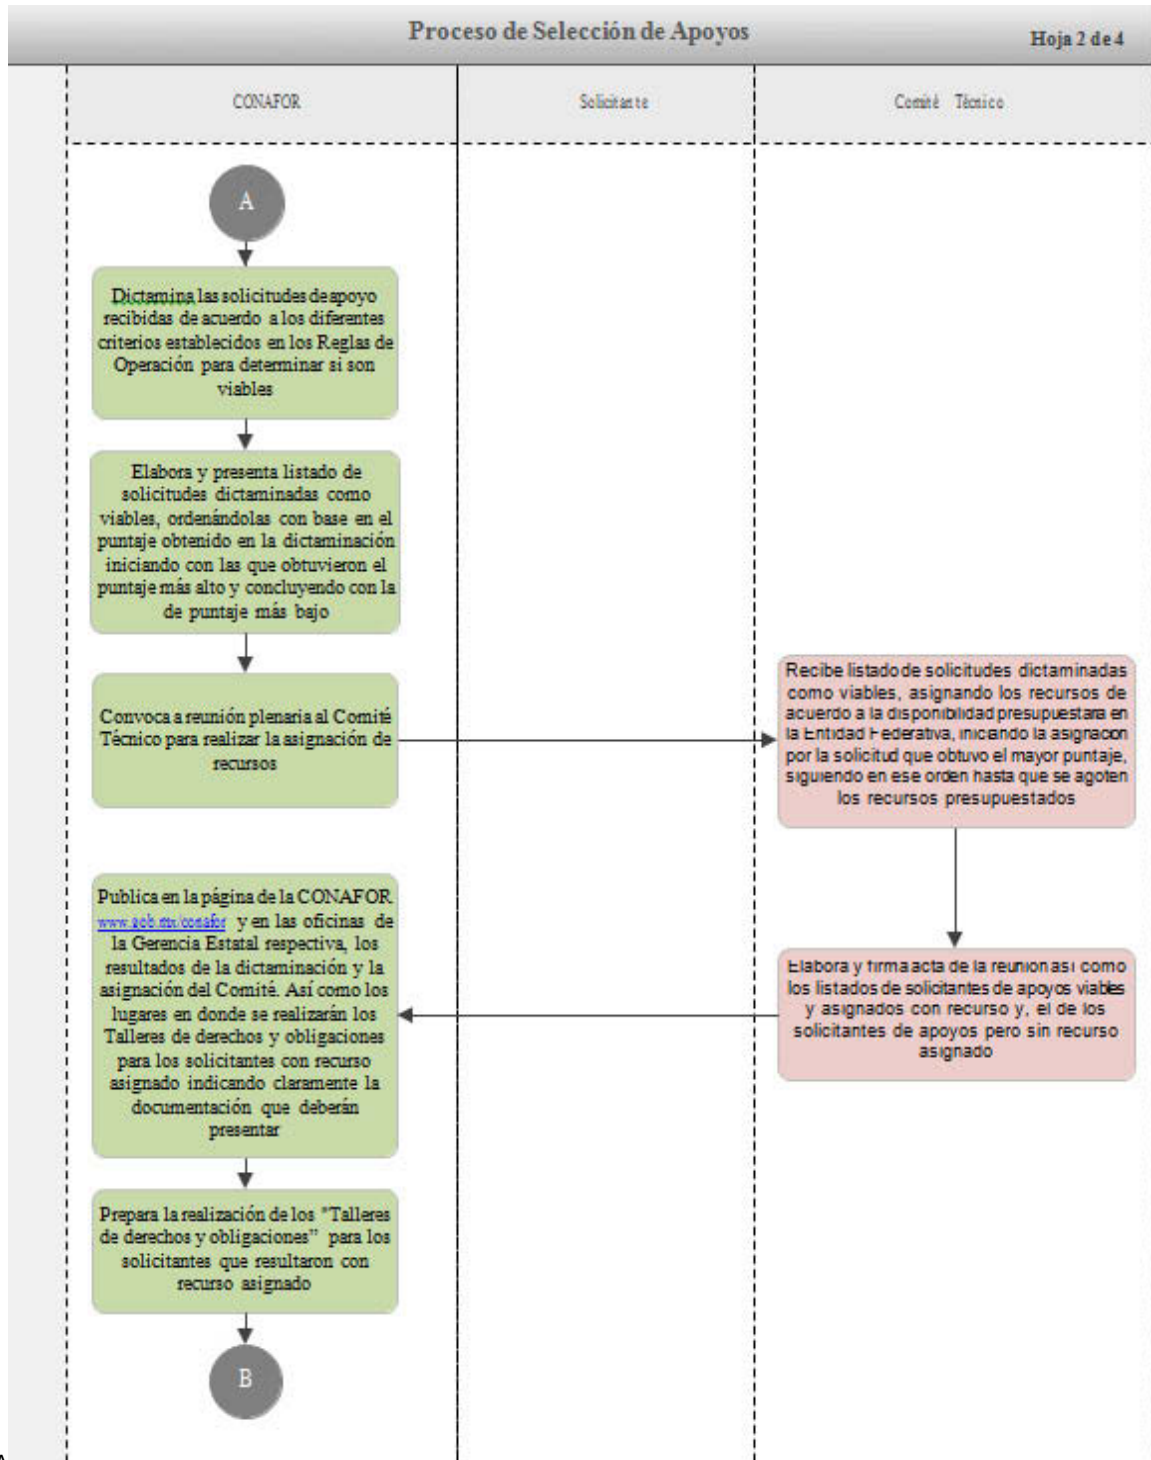 Proceso de Selección de Apoyos
Hoja 2 de 4
CONAFOR
Solicitante
Comité Técnico
A
Dictamina las solicitudes de apoyo
recibidas de acuerdo a los diferentes
criterios establecidos en los Reglas de
Operación para determinar si son
viables
Elabora y presenta listado de
solicitudes dictaminadas como
viables, ordenándolas con base en el
puntaje obtenido en la dictaminación
iniciando con las que obtuvieron el
puntaje más alto y concluyendo con la
de puntaje más bajo
Convoca a reunión plenaria al Comité
Técnico para realizar la asignación de
recursos
Recibe listado de solicitudes dictaminadas
como viables, asignando los recursos de
acuerdo a la disponibilidad presupuestaria en
la Entidad Federativa, iniciando la asignación
por la solicitud que obtuvo el mayor puntaje,
siguiendo en ese orden hasta que se agoten
los recursos presupuestados
Elabora y firma acta de la reunión así como
los listados de solicitantes de apoyos viables
y asignados con recurso y, el de los
solicitantes de apoyos pero sin recurso
asignado
Publica en la página de la CONAFOR
www.gob.mx/conafor y en las oficinas de
la Gerencia Estatal respectiva, los
resultados de la dictaminación y la
asignación del Comité. Así como los
lugares en donde se realizarán los
Talleres de derechos y obligaciones
para los solicitantes con recurso
asignado indicando claramente la
documentación que deberán
presentar
Prepara la realización de los "Talleres
de derechos y obligaciones” para los
solicitantes que resultaron con
recurso asignado
B